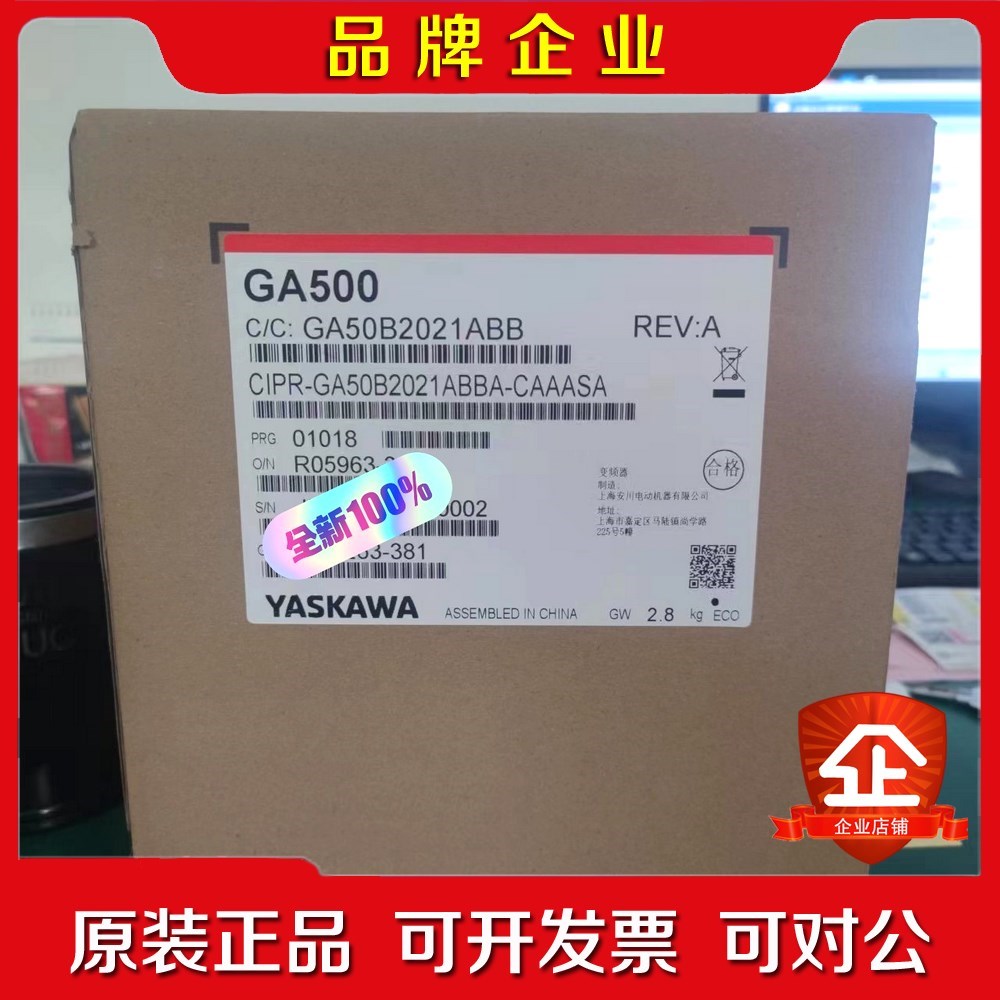 品牌企业
GA500
C/C: GA50B2021ABB
REV:A
CIPR-GA50B2021ABBA-CAAASA
PRG 01018
O/N R05963-
S/N 0002
全新100%
63-381
变频器
制造:
上海安川电动机器有限公司
地址:
上海市嘉定区马陆镇尚学路
225号5幢
合格
YASKAWA
ASSEMBLED IN CHINA
GW 2.8 kg ECO
企
企业店铺
原装正品 可开发票 可对公